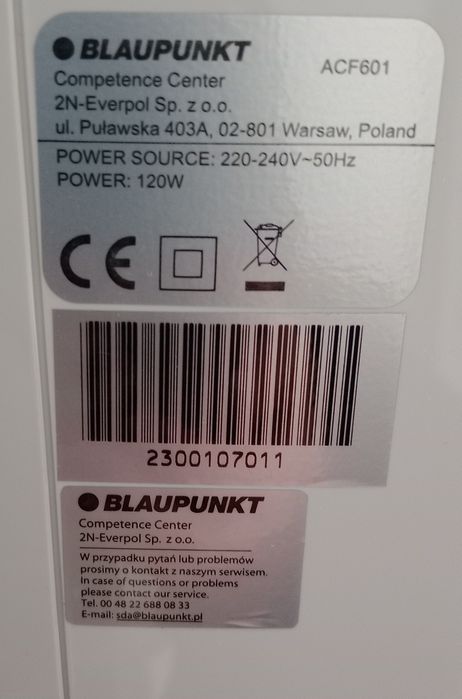 BLAUPUNKT
ACF601
Competence Center
2N-Everpol Sp. z o.o.
ul. Puławska 403A, 02-801 Warsaw, Poland
POWER SOURCE: 220-240V~50Hz
POWER: 120W
CE
2300107011
BLAUPUNKT
Competence Center
2N-Everpol Sp. z o.o.
W przypadku pytań lub problemów
prosimy o kontakt z naszym serwisem.
In case of questions or problems
please contact our service.
Tel. 00 48 22 688 08 33
E-mail: sda@blaupunkt.pl